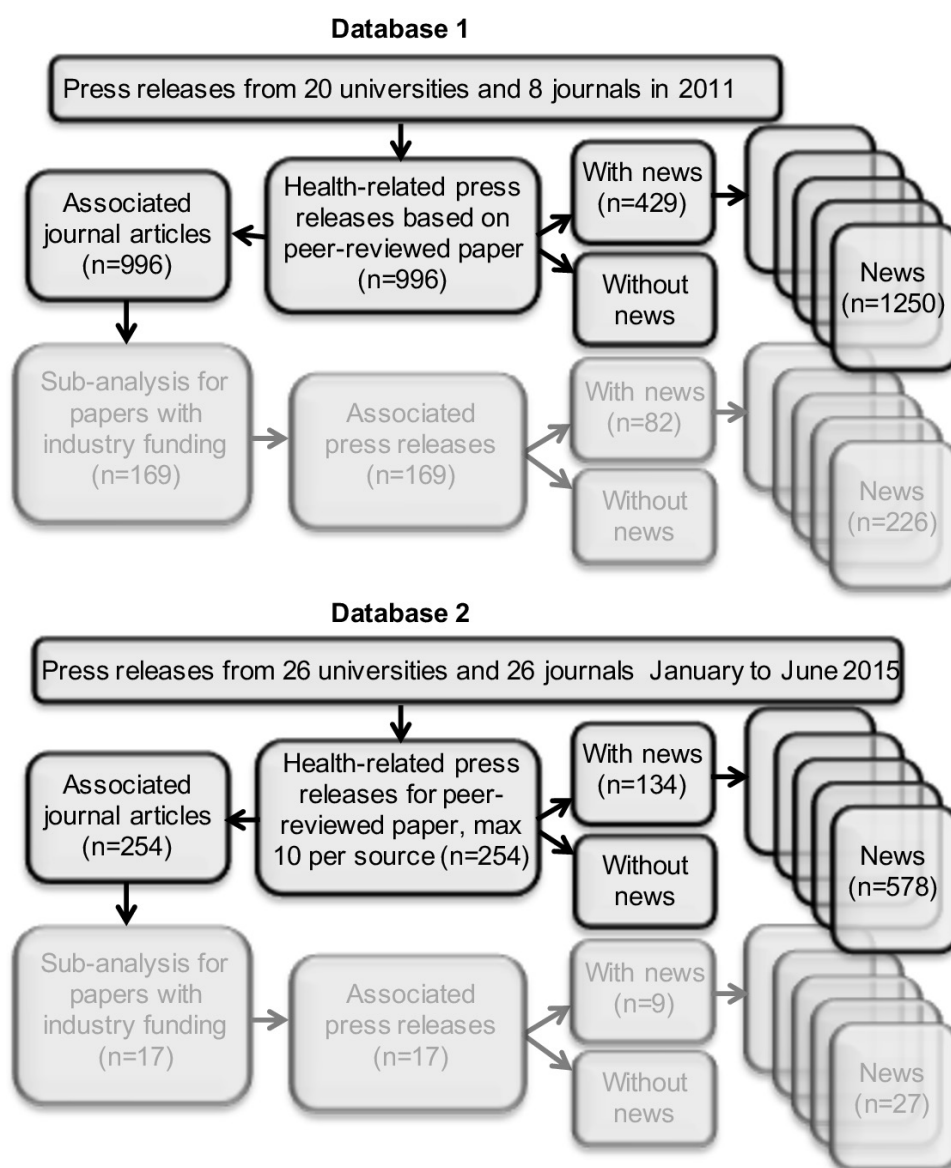 Database 1
Press releases from 20 universities and 8 journals in 2011
Associated
journal articles
(n=996)
Health-related press
releases based on
peer-reviewed paper
(n=996)
With news
(n=429)
Without
news
News
(n=1250)
Sub-analysis for
papers with
industry funding
(n=169)
Associated
press releases
(n=169)
With news
(n=82)
Without
news
News
(n=226)
Database 2
Press releases from 26 universities and 26 journals January to June 2015
Associated
journal articles
(n=254)
Health-related press
releases for peer-
reviewed paper, max
10 per source (n=254)
With news
(n=134)
Without
news
News
(n=578)
Sub-analysis for
papers with
industry funding
(n=17)
Associated
press releases
(n=17)
With news
(n=9)
Without
news
News
(n=27)